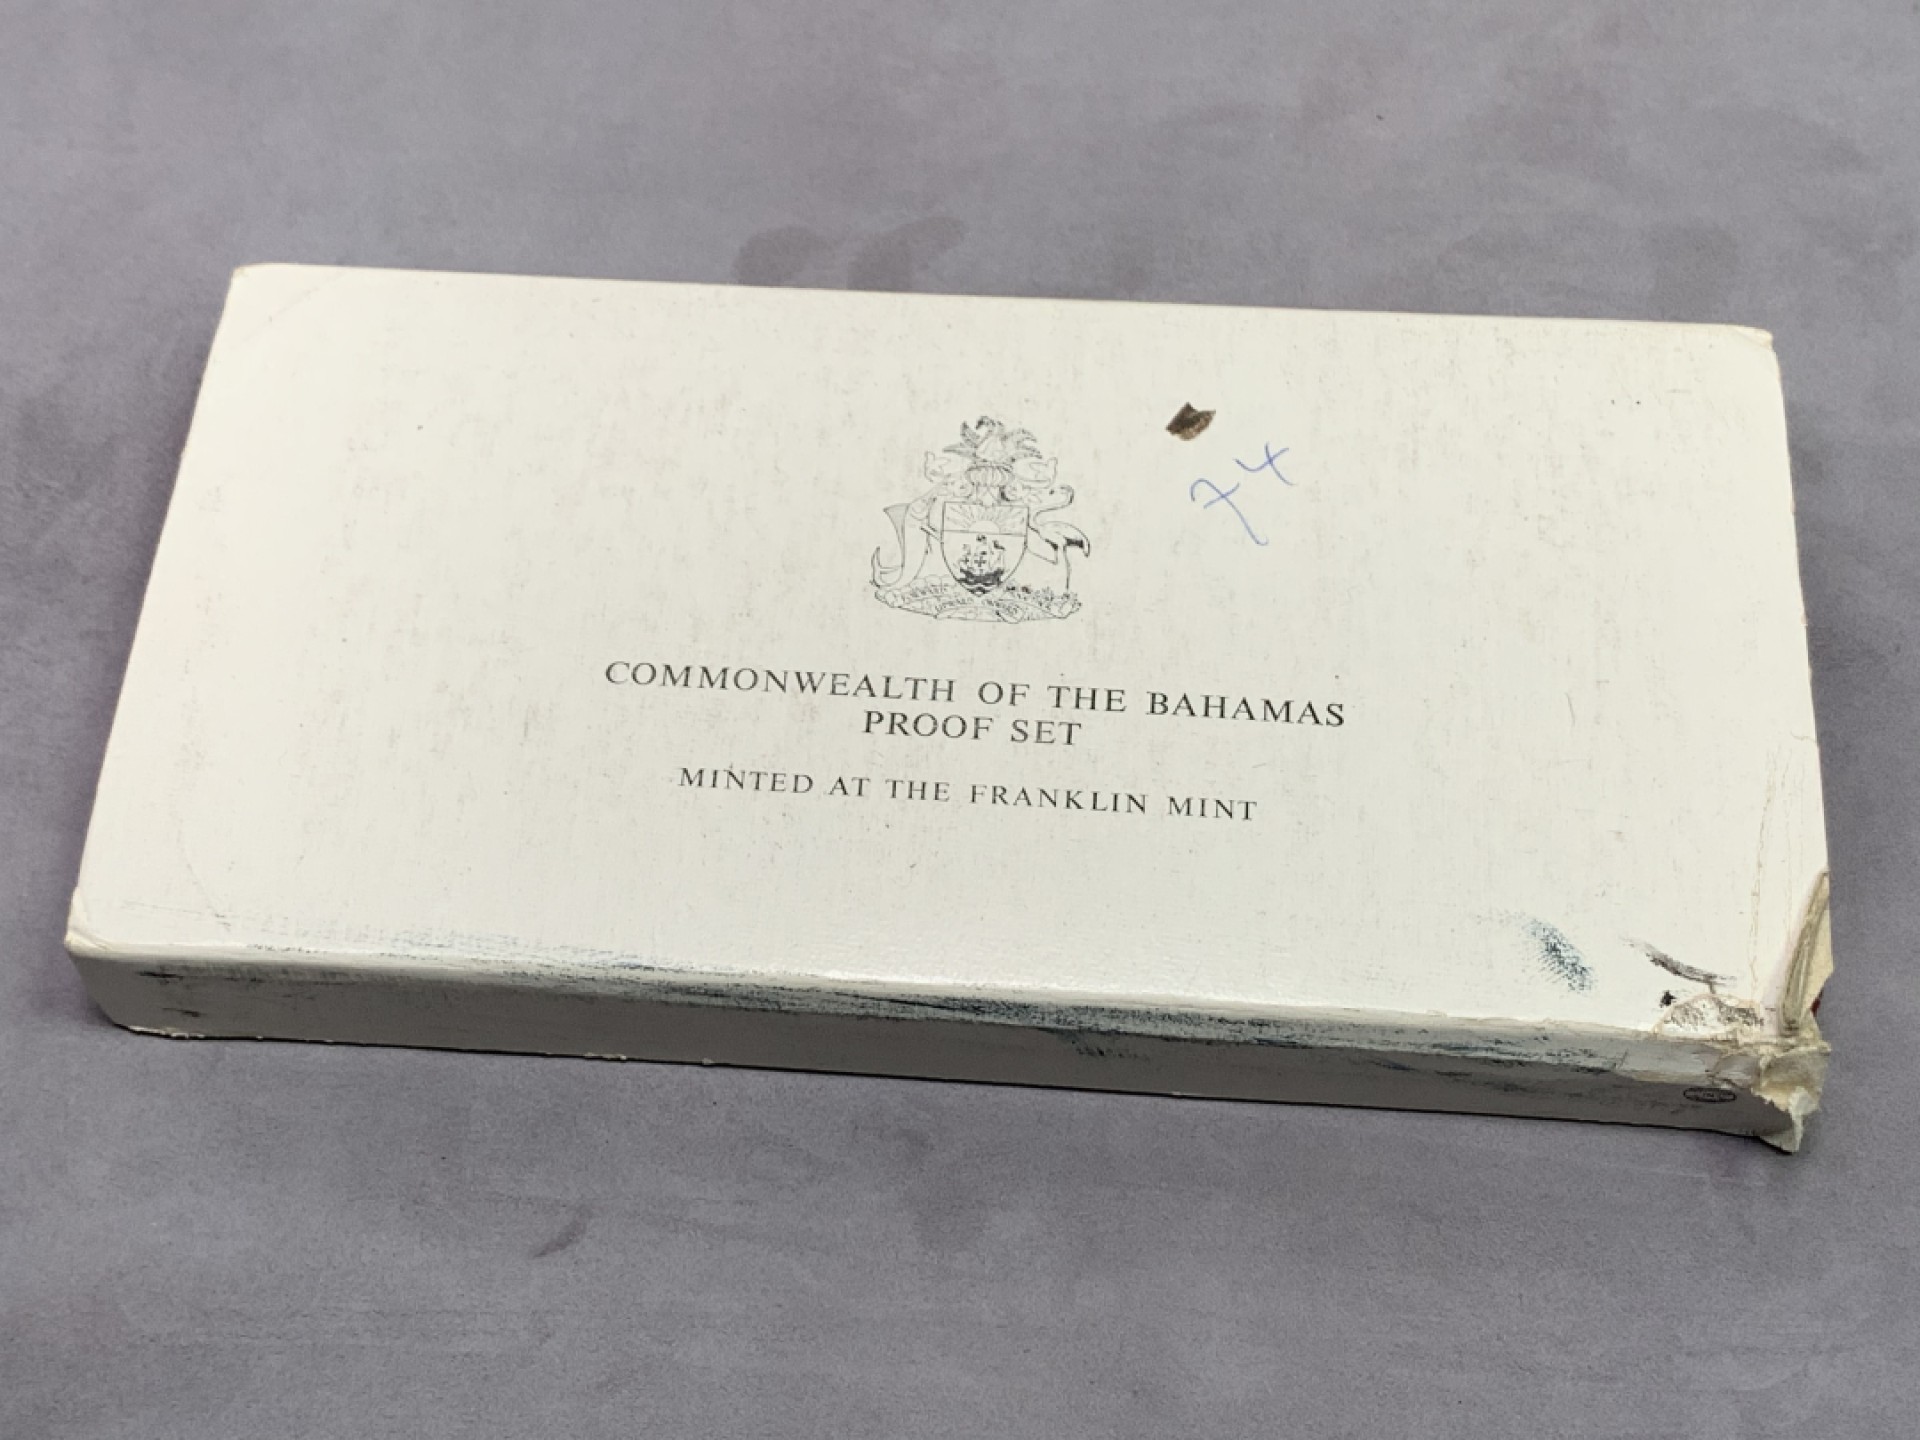 74
COMMONWEALTH OF THE BAHAMAS
PROOF SET
MINTED AT THE FRANKLIN MINT